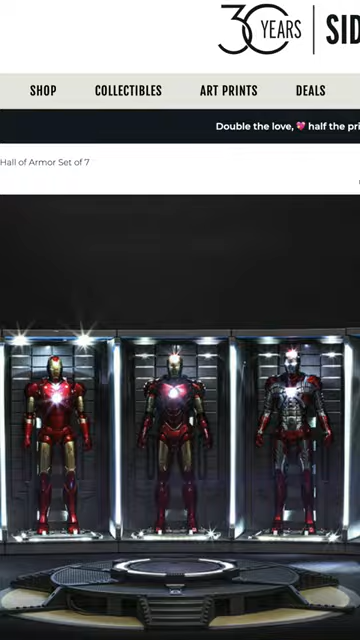 30 YEARS SID
SHOP COLLECTIBLES ART PRINTS DEALS
Double the love, 💘 half the pri
Hall of Armor Set of 7